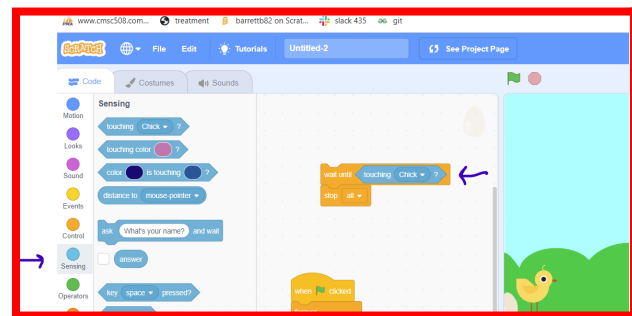 www.cmsc508.com... treatment barrettb82 on Scrat... slack 435 git
SCRATCH File Edit Tutorials Untitled-2 See Project Page
Code Costumes Sounds
Motion
Looks
Sound
Events
Control
Sensing
Operators
Sensing
touching Chick ?
touching color ?
color is touching ?
distance to mouse-pointer
ask What's your name? and wait
answer
key space pressed?
wait until touching Chick ?
stop all
when clicked